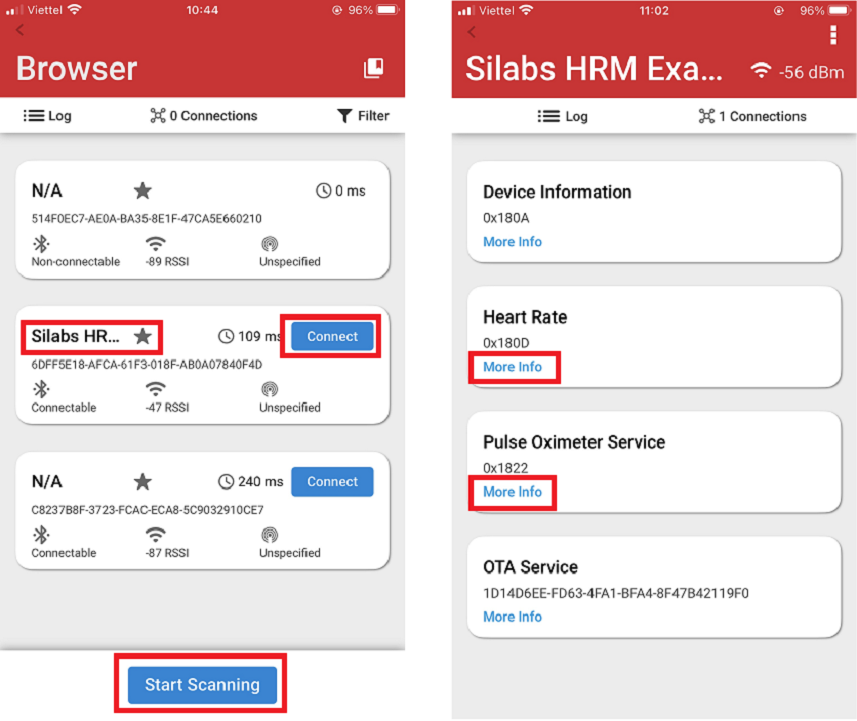 Viettel 10:44 96%
Browser
Log 0 Connections Filter
N/A 0 ms
514F0EC7-AE0A-BA35-8E1F-47CA5E660210
Non-connectable -89 RSSI Unspecified
Silabs HR... 109 ms Connect
6DFF5E18-AFCA-61F3-018F-AB0A07840F4D
Connectable -47 RSSI Unspecified
N/A 240 ms Connect
C8237B8F-3723-FCAC-ECA8-5C9032910CE7
Connectable -87 RSSI Unspecified
Start Scanning
Viettel 11:02 96%
Silabs HRM Exa... -56 dBm
Log 1 Connections
Device Information
0x180A
More Info
Heart Rate
0x180D
More Info
Pulse Oximeter Service
0x1822
More Info
OTA Service
1D14D6EE-FD63-4FA1-BFA4-8F47B42119F0
More Info